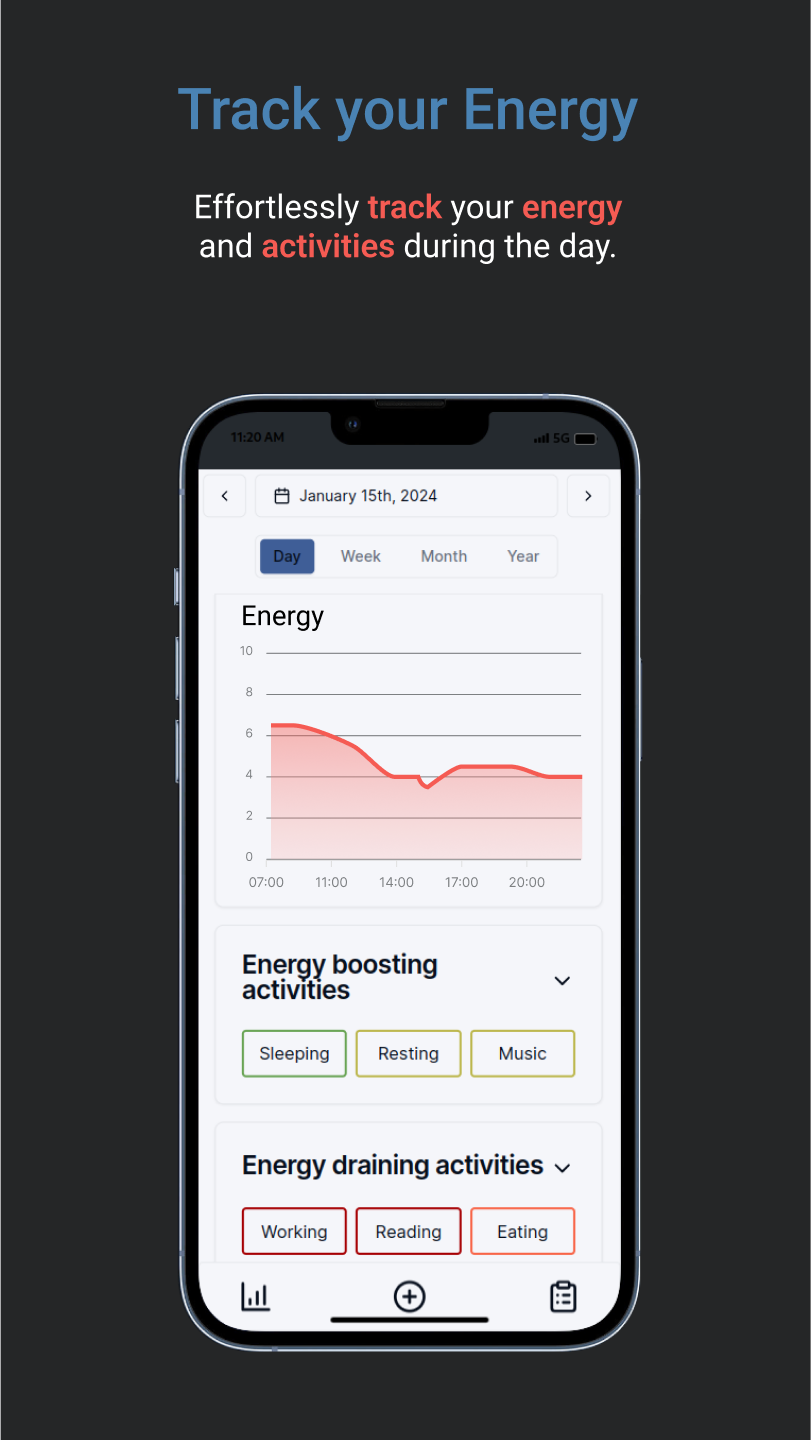 Track your Energy
Effortlessly track your energy
and activities during the day.
11:20 AM 5G
January 15th, 2024
Day Week Month Year
Energy
10
8
6
4
2
0
07:00 11:00 14:00 17:00 20:00
Energy boosting
activities
Sleeping Resting Music
Energy draining activities
Working Reading Eating